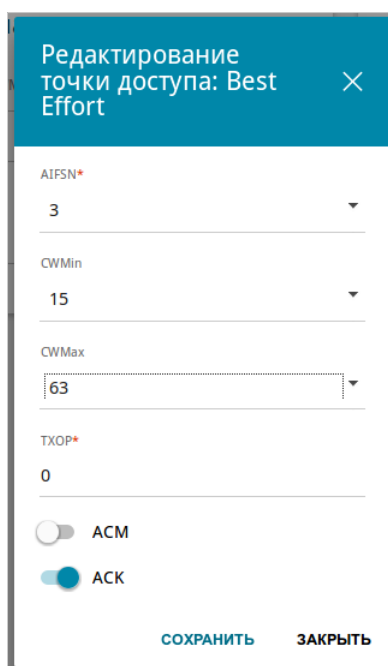 Редактирование
точки доступа: Best
Effort
AIFSN*
3
CWMin
15
CWMax
63
TXOP*
0
ACM
ACK
СОХРАНИТЬ ЗАКРЫТЬ